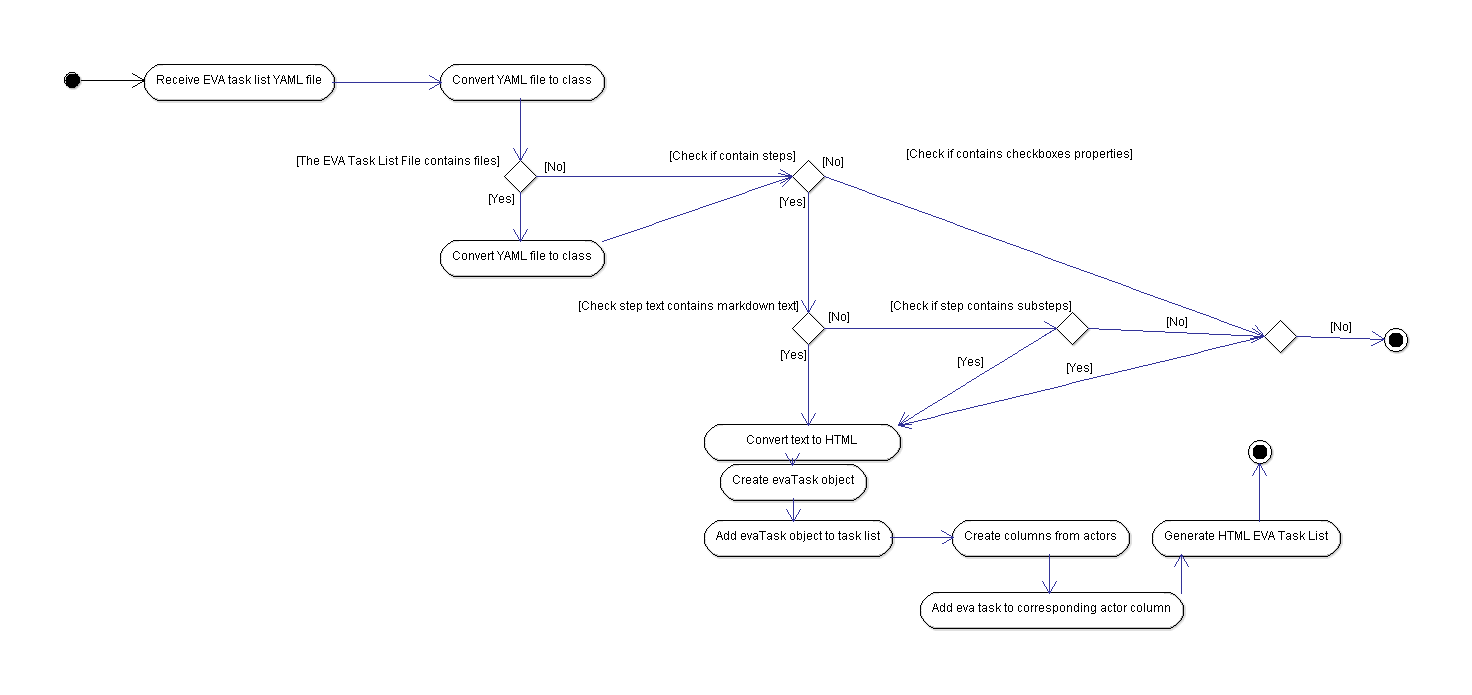 Receive EVA task list YAML file
Convert YAML file to class
[The EVA Task List File contains files]
[No]
[Check if contain steps]
[No]
[Check if contains checkboxes properties]
[Yes]
[Yes]
Convert YAML file to class
[Check step text contains markdown text]
[No]
[Check if step contains substeps]
[No]
[No]
[Yes]
[Yes]
[Yes]
Convert text to HTML
Create evaTask object
Add evaTask object to task list
Create columns from actors
Generate HTML EVA Task List
Add eva task to corresponding actor column